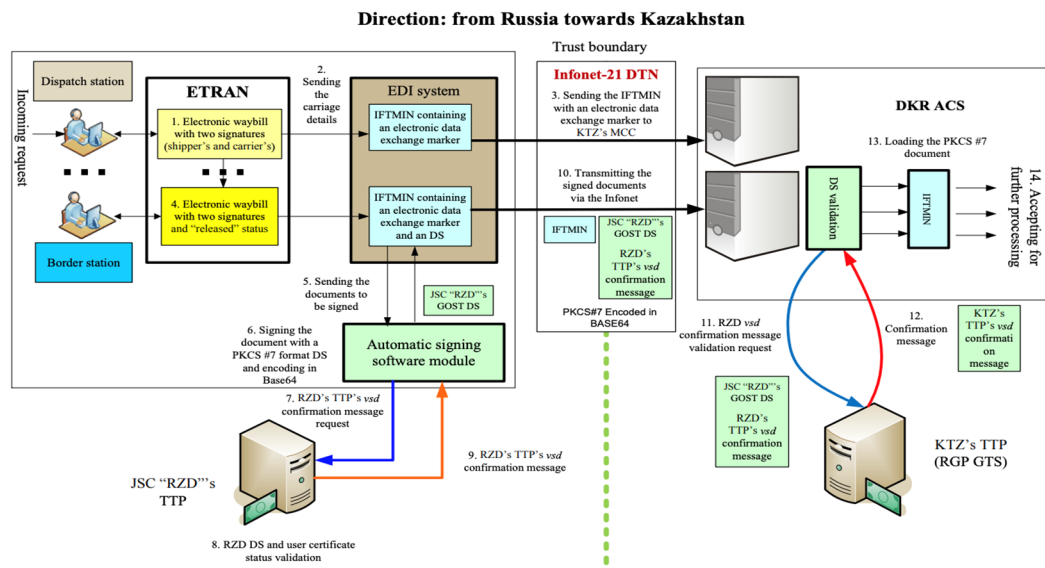 Direction: from Russia towards Kazakhstan
Trust boundary
Incoming request
Dispatch station
ETRAN
1. Electronic waybill
with two signatures
(shipper's and carrier's)
4. Electronic waybill
with two signatures
and “released” status
Border station
2.
Sending
the
carriage
details
EDI system
IFTMIN containing
an electronic data
exchange marker
IFTMIN containing
an electronic data
exchange marker
and an DS
5. Sending the
documents to
be signed
JSC “RZD”'s
GOST DS
6. Signing the
document with a
PKCS #7 format DS
and encoding in
Base64
Automatic signing
software module
7. RZD's TTP's vsd
confirmation message
request
9. RZD's TTP's vsd
confirmation message
JSC “RZD”'s
TTP
8. RZD DS and user certificate
status validation
Infonet-21 DTN
3. Sending the IFTMIN
with an electronic data
exchange marker to
KTZ's MCC
10. Transmitting the
signed documents
via the Infonet
IFTMIN
JSC “RZD”'s
GOST DS
RZD's
TTP's vsd
confirmation
message
PKCS#7 Encoded in
BASE64
DKR ACS
13. Loading the PKCS #7
document
DS validation
IFTMIN
14. Accepting for
further processing
11. RZD vsd
confirmation message
validation request
12.
Confirmation
message
KTZ's
TTP's vsd
confirmati
on message
JSC “RZD”'s
GOST DS
RZD's
TTP's vsd
confirmation
message
KTZ's TTP
(RGP GTS)